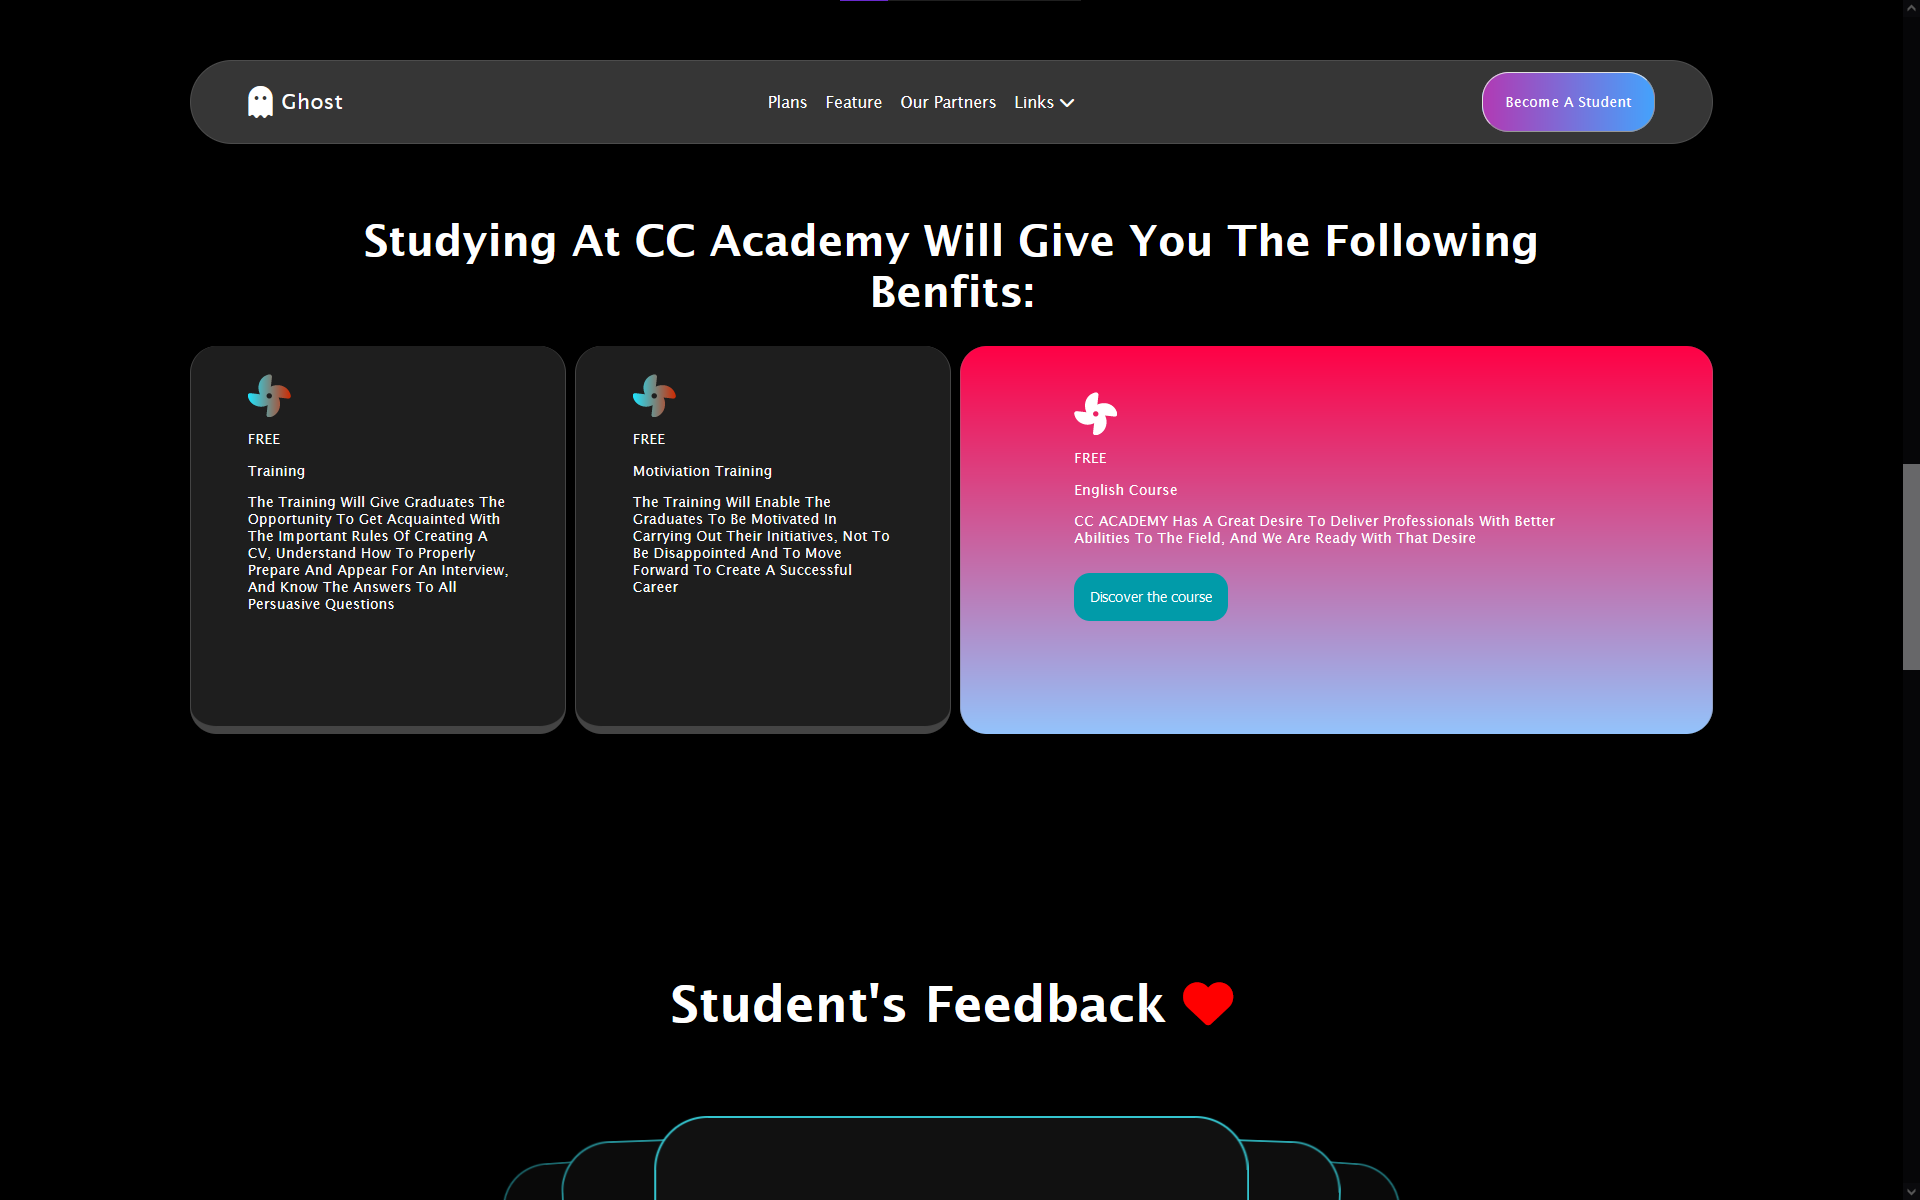 Ghost
Plans
Feature
Our Partners
Links
Become A Student
Studying At CC Academy Will Give You The Following
Benfits:
FREE
Training
The Training Will Give Graduates The
Opportunity To Get Acquainted With
The Important Rules Of Creating A
CV, Understand How To Properly
Prepare And Appear For An Interview,
And Know The Answers To All
Persuasive Questions
FREE
Motiviation Training
The Training Will Enable The
Graduates To Be Motivated In
Carrying Out Their Initiatives, Not To
Be Disappointed And To Move
Forward To Create A Successful
Career
FREE
English Course
CC ACADEMY Has A Great Desire To Deliver Professionals With Better
Abilities To The Field, And We Are Ready With That Desire
Discover the course
Student's Feedback